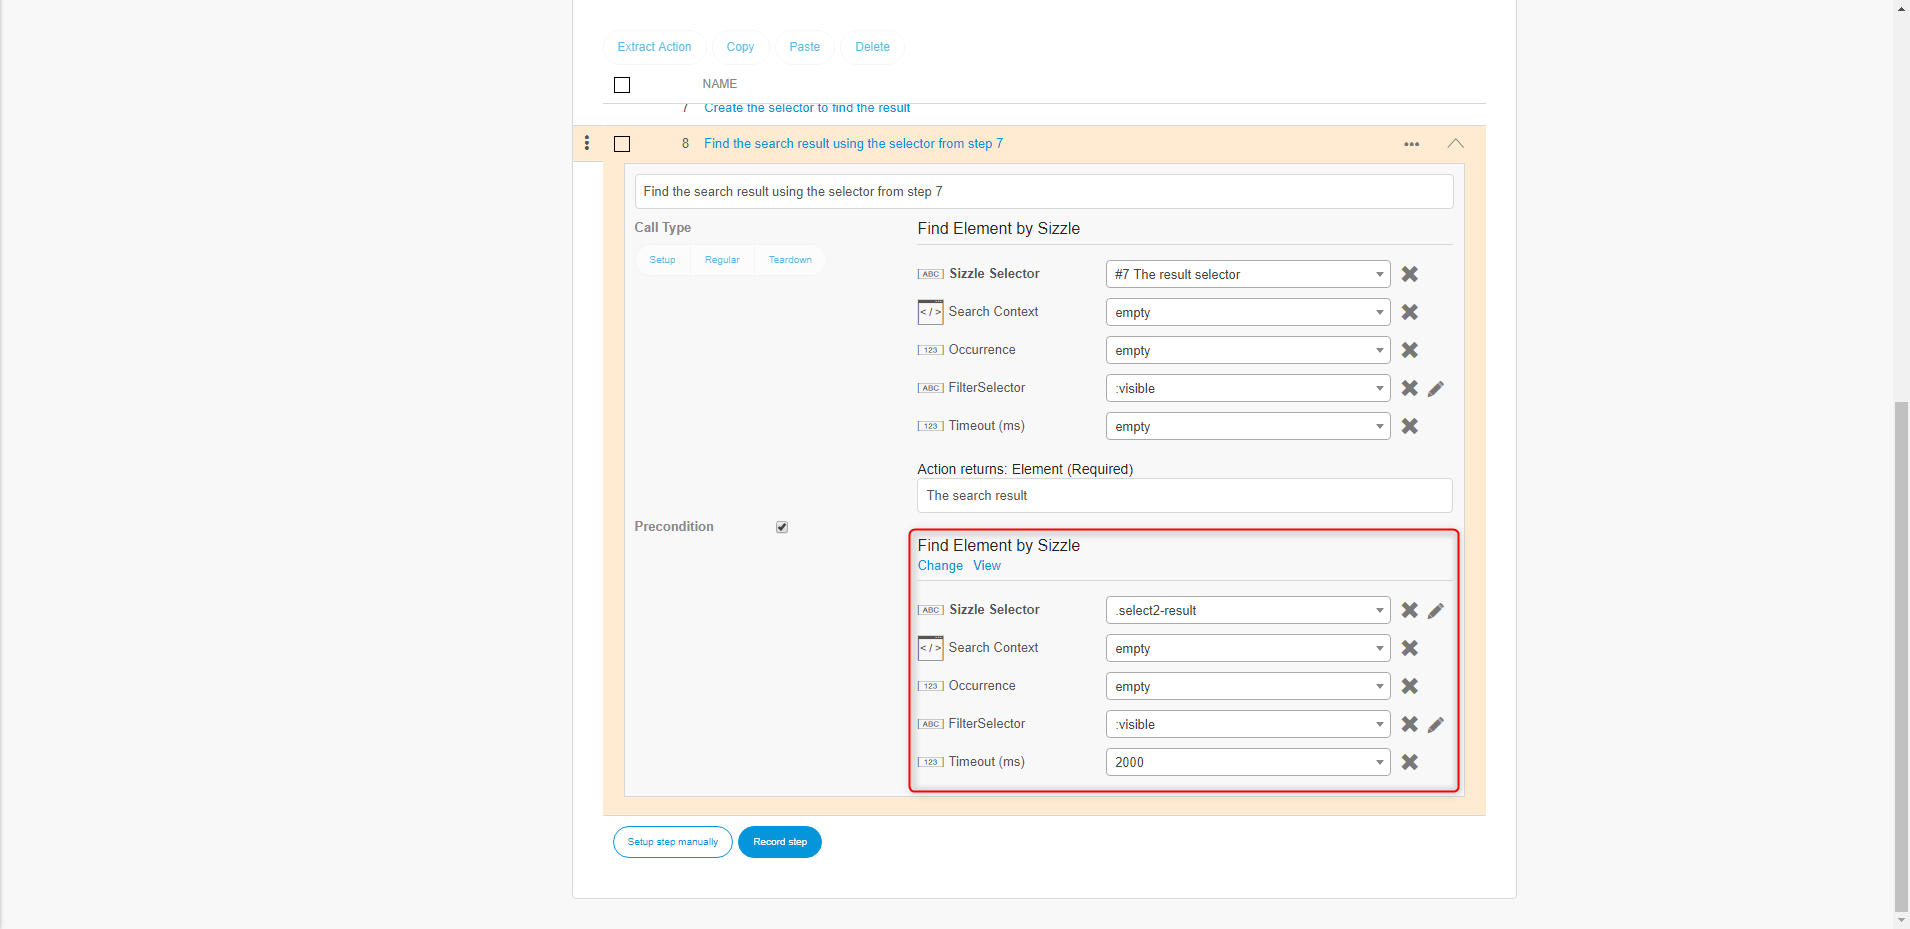 Extract Action Copy Paste Delete
NAME
7 Create the selector to find the result
8 Find the search result using the selector from step 7
Find the search result using the selector from step 7
Call Type
Setup Regular Teardown
Find Element by Sizzle
ABC Sizzle Selector #7 The result selector
</> Search Context empty
123 Occurrence empty
ABC FilterSelector :visible
123 Timeout (ms) empty
Action returns: Element (Required)
The search result
Precondition
Find Element by Sizzle
Change View
ABC Sizzle Selector .select2-result
</> Search Context empty
123 Occurrence empty
ABC FilterSelector :visible
123 Timeout (ms) 2000
Setup step manually Record step